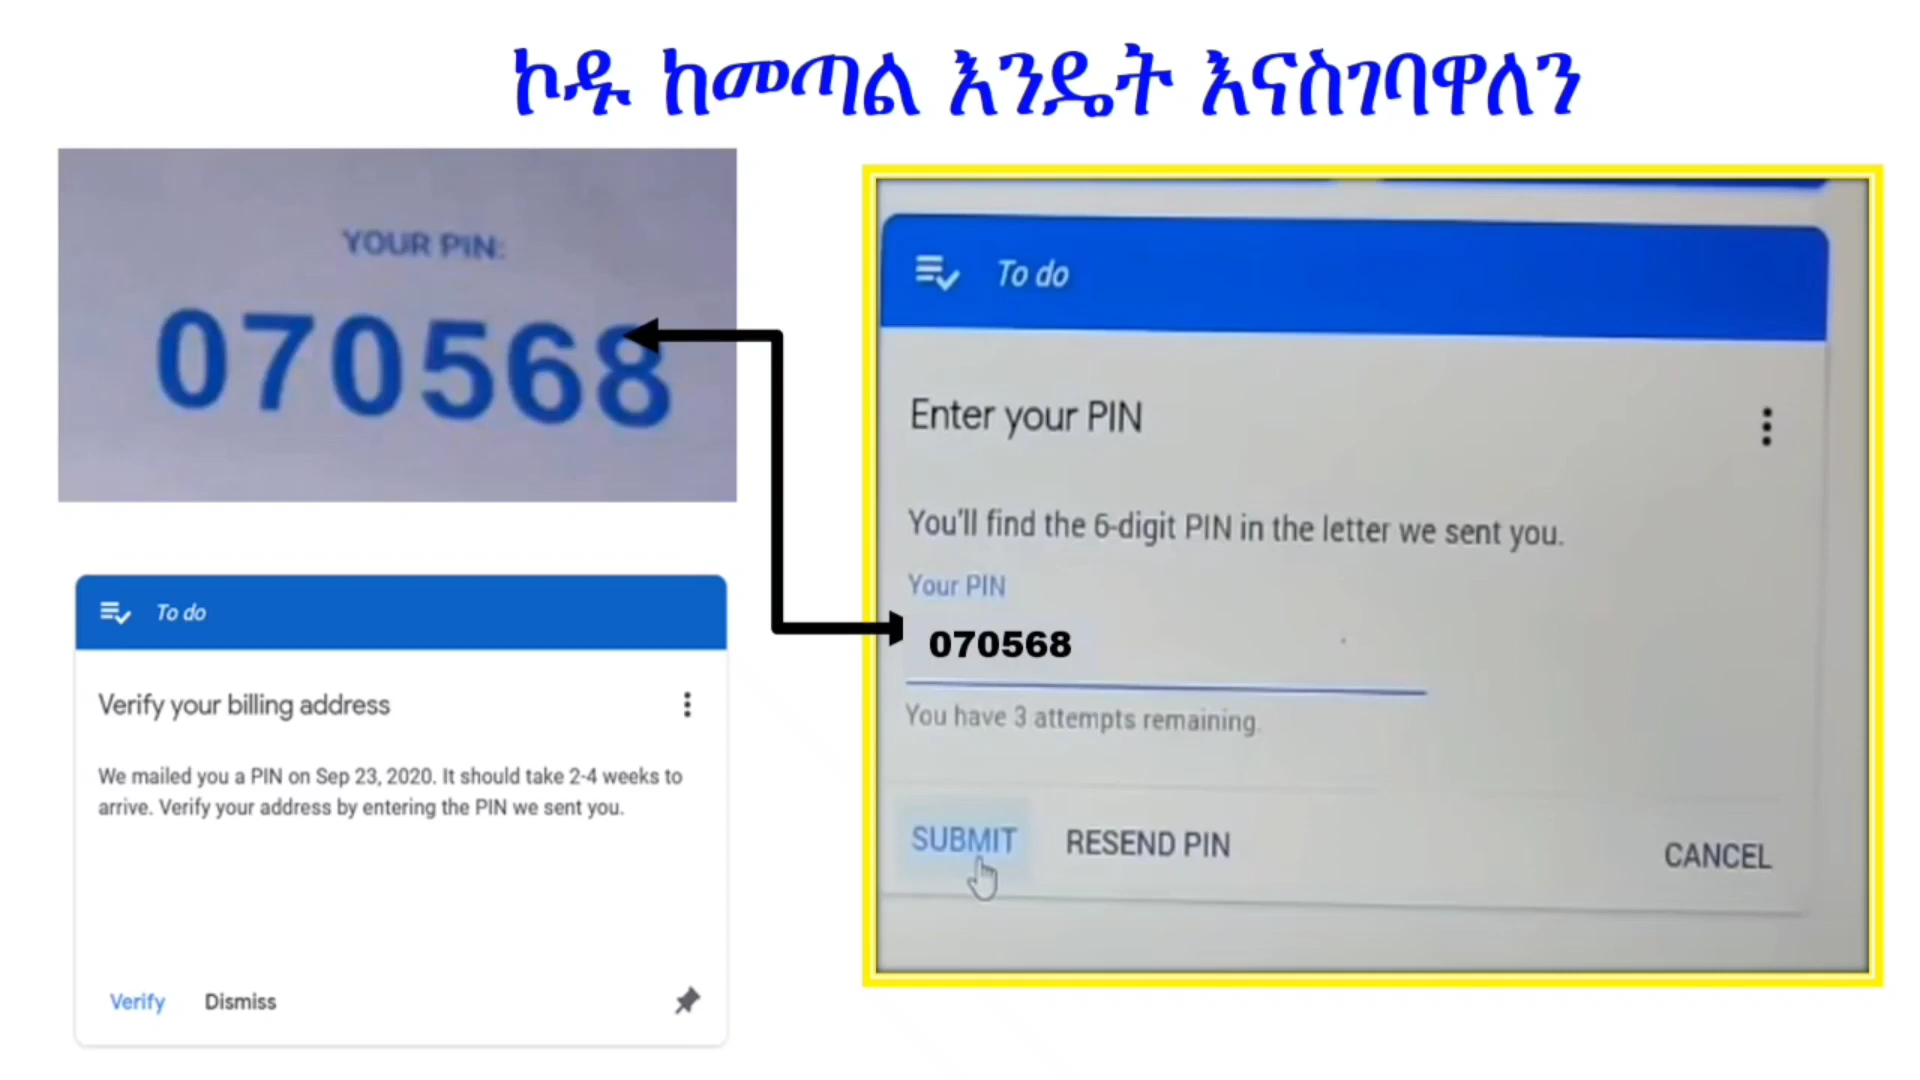 ኮዱ ከመጣል እንዴት እናስገባዋለን
YOUR PIN:
070568
To do
Verify your billing address
We mailed you a PIN on Sep 23, 2020. It should take 2-4 weeks to
arrive. Verify your address by entering the PIN we sent you.
Verify Dismiss
To do
Enter your PIN
You'll find the 6-digit PIN in the letter we sent you.
Your PIN
070568
You have 3 attempts remaining.
SUBMIT RESEND PIN CANCEL